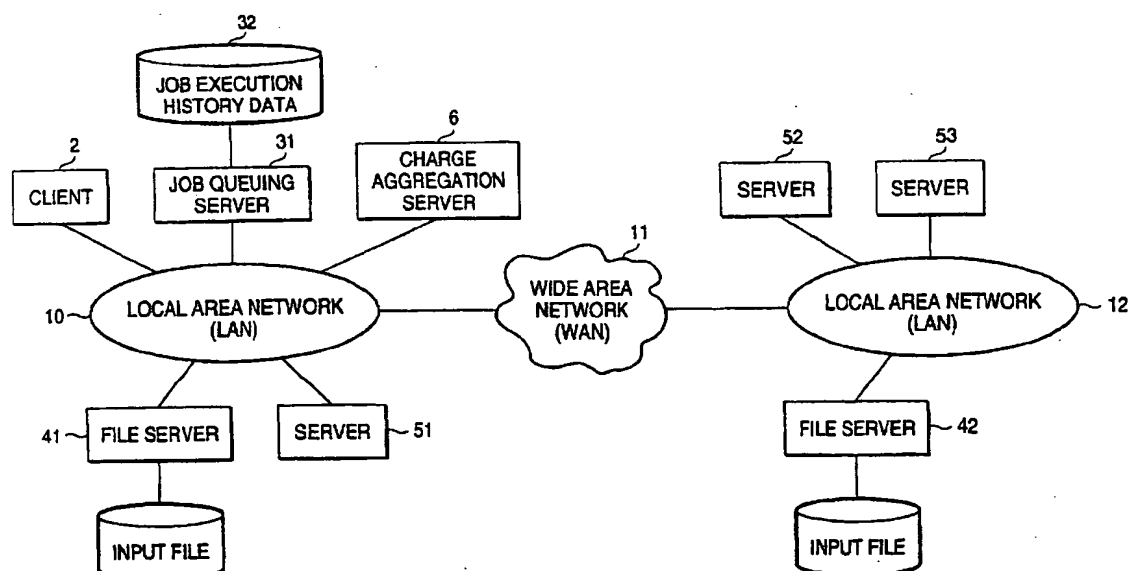 32
JOB EXECUTION
HISTORY DATA
2
CLIENT
31
JOB QUEUING
SERVER
6
CHARGE
AGGREGATION
SERVER
52
SERVER
53
SERVER
10
LOCAL AREA NETWORK
(LAN)
11
WIDE AREA
NETWORK
(WAN)
LOCAL AREA NETWORK
(LAN)
12
41
FILE SERVER
SERVER
51
FILE SERVER
42
INPUT FILE
INPUT FILE